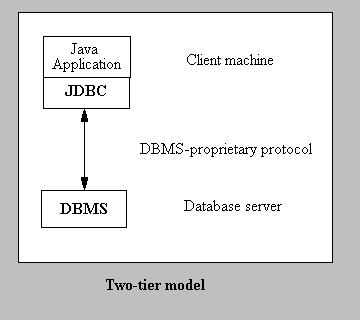 Java
Application
Client machine
JDBC
DBMS-proprietary protocol
DBMS
Database server
Two-tier model